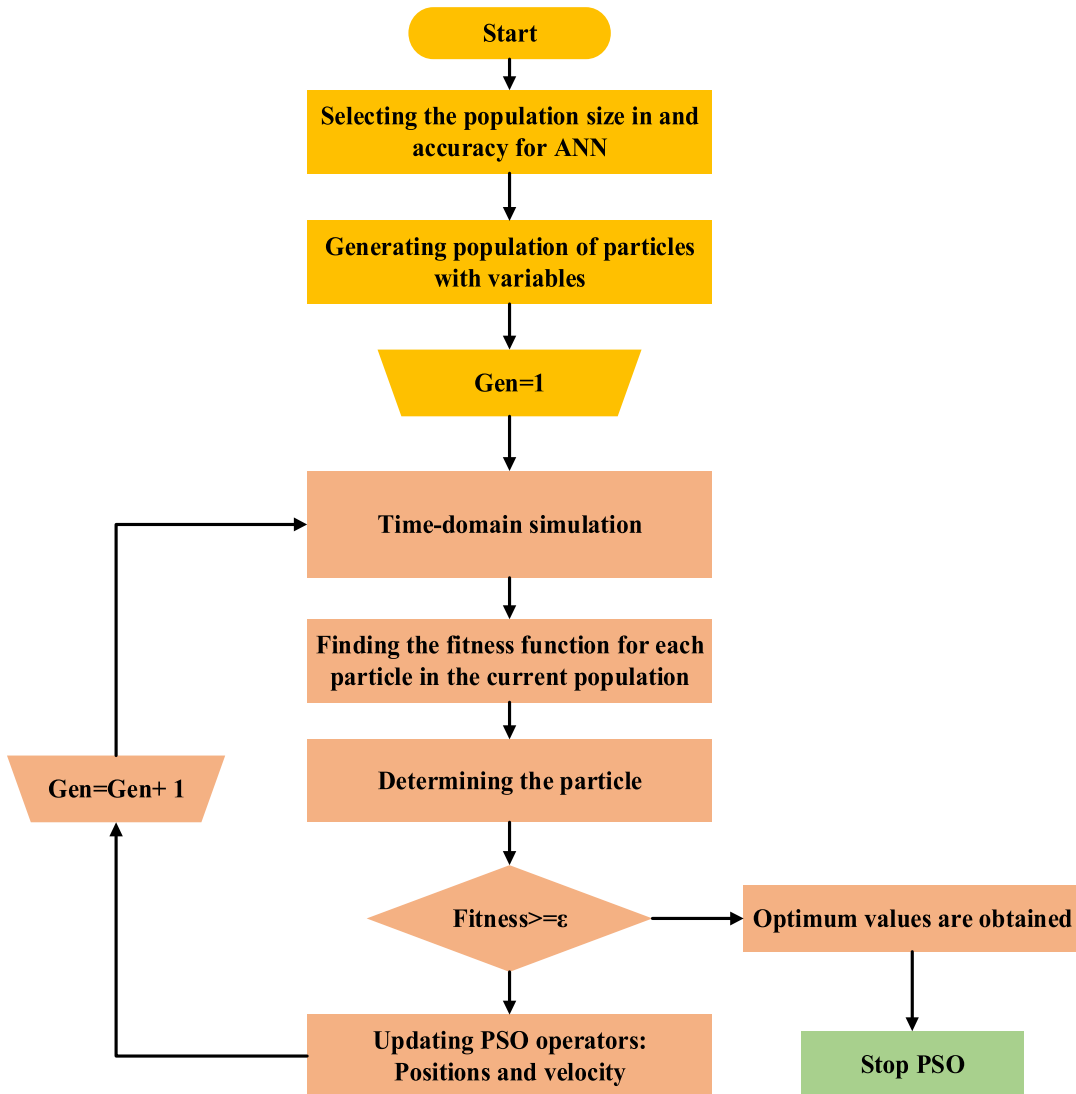 Start
Selecting the population size in and
accuracy for ANN
Generating population of particles
with variables
Gen=1
Time-domain simulation
Finding the fitness function for each
particle in the current population
Determining the particle
Gen=Gen+ 1
Fitness>=ε
Optimum values are obtained
Updating PSO operators:
Positions and velocity
Stop PSO